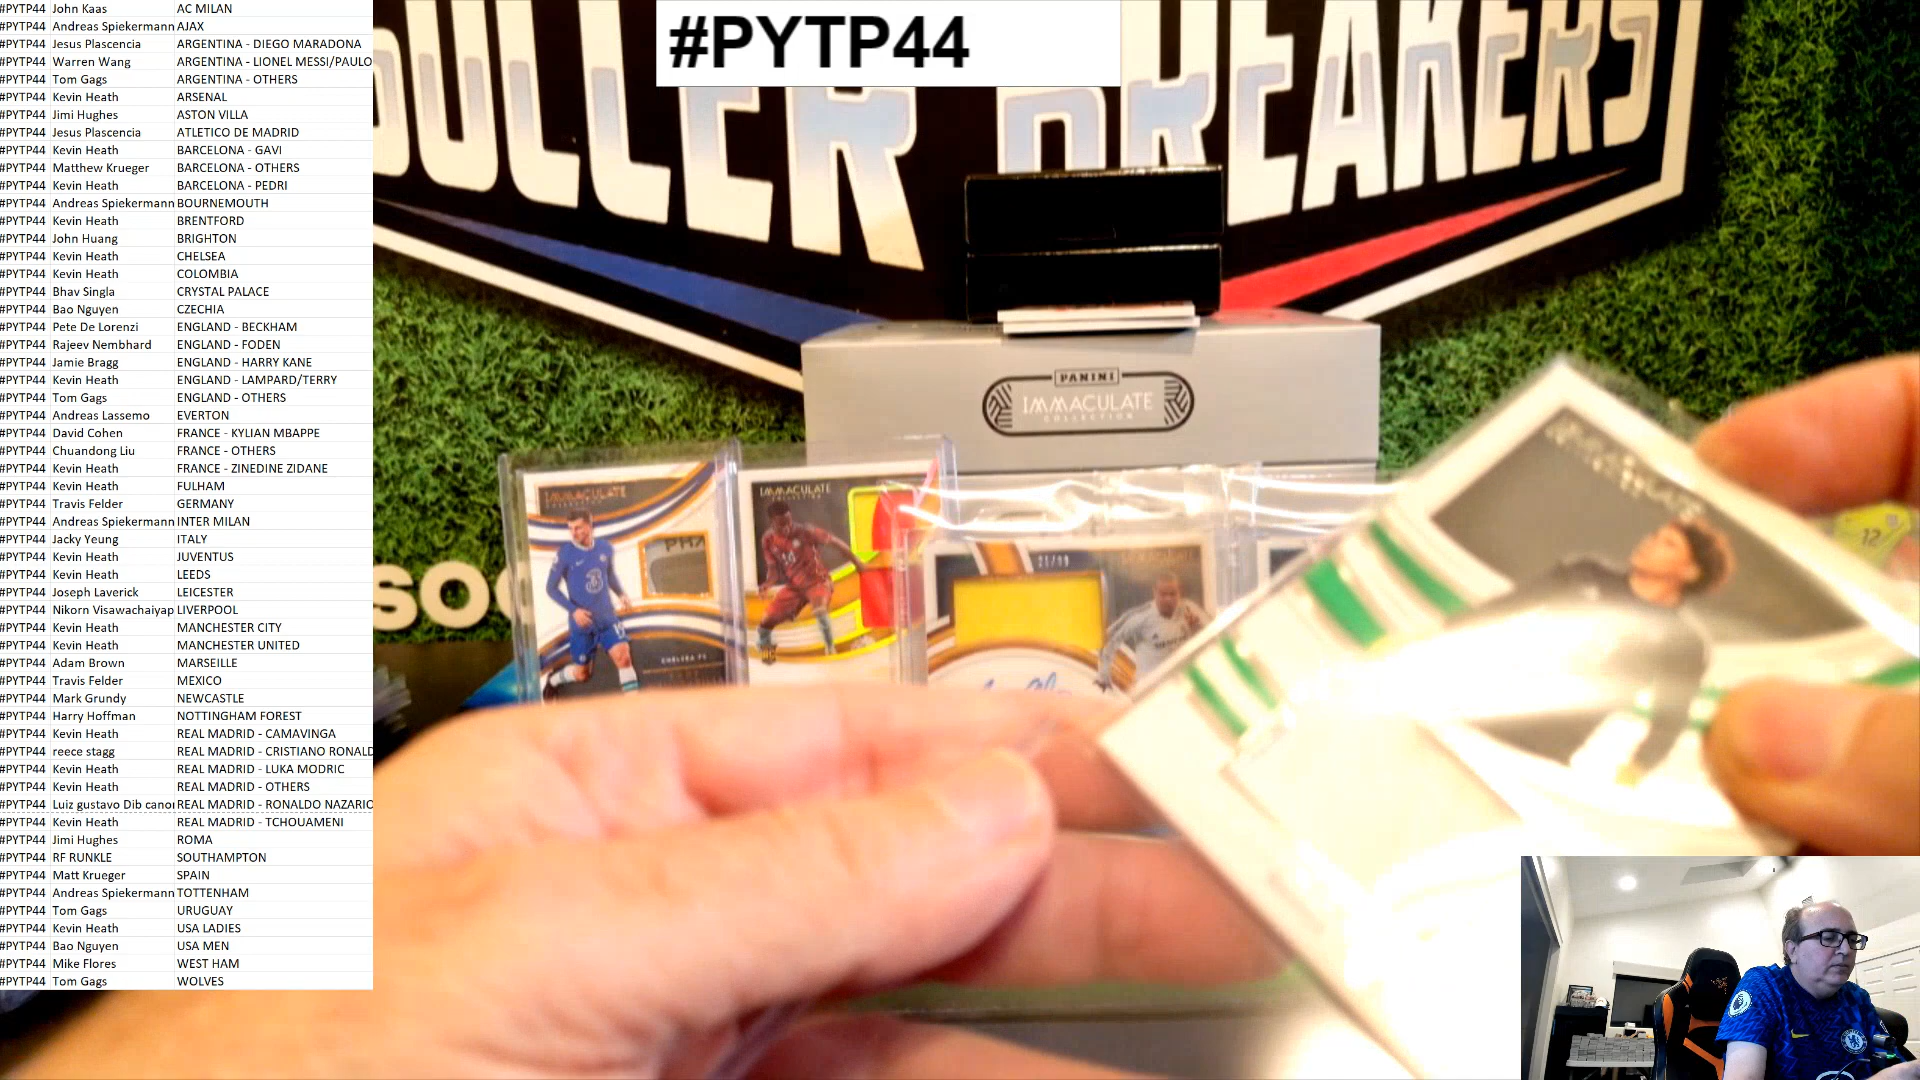 #PYTP44 John Kaas AC MILAN
#PYTP44 Andreas Spiekermann AJAX
#PYTP44 Jesus Plascencia ARGENTINA - DIEGO MARADONA
#PYTP44 Warren Wang ARGENTINA - LIONEL MESSI/PAULO
#PYTP44 Tom Gags ARGENTINA - OTHERS
#PYTP44 Kevin Heath ARSENAL
#PYTP44 Jimi Hughes ASTON VILLA
#PYTP44 Jesus Plascencia ATLETICO DE MADRID
#PYTP44 Kevin Heath BARCELONA - GAVI
#PYTP44 Matthew Krueger BARCELONA - OTHERS
#PYTP44 Kevin Heath BARCELONA - PEDRI
#PYTP44 Andreas Spiekermann BOURNEMOUTH
#PYTP44 Kevin Heath BRENTFORD
#PYTP44 John Huang BRIGHTON
#PYTP44 Kevin Heath CHELSEA
#PYTP44 Kevin Heath COLOMBIA
#PYTP44 Bhav Singla CRYSTAL PALACE
#PYTP44 Bao Nguyen CZECHIA
#PYTP44 Pete De Lorenzi ENGLAND - BECKHAM
#PYTP44 Rajeev Nembhard ENGLAND - FODEN
#PYTP44 Jamie Bragg ENGLAND - HARRY KANE
#PYTP44 Kevin Heath ENGLAND - LAMPARD/TERRY
#PYTP44 Tom Gags ENGLAND - OTHERS
#PYTP44 Andreas Lassemo EVERTON
#PYTP44 David Cohen FRANCE - KYLIAN MBAPPE
#PYTP44 Chuandong Liu FRANCE - OTHERS
#PYTP44 Kevin Heath FRANCE - ZINEDINE ZIDANE
#PYTP44 Kevin Heath FULHAM
#PYTP44 Travis Felder GERMANY
#PYTP44 Andreas Spiekermann INTER MILAN
#PYTP44 Jacky Yeung ITALY
#PYTP44 Kevin Heath JUVENTUS
#PYTP44 Kevin Heath LEEDS
#PYTP44 Joseph Laverick LEICESTER
#PYTP44 Nikorn Visawachaiyap LIVERPOOL
#PYTP44 Kevin Heath MANCHESTER CITY
#PYTP44 Kevin Heath MANCHESTER UNITED
#PYTP44 Adam Brown MARSEILLE
#PYTP44 Travis Felder MEXICO
#PYTP44 Mark Grundy NEWCASTLE
#PYTP44 Harry Hoffman NOTTINGHAM FOREST
#PYTP44 Kevin Heath REAL MADRID - CAMAVINGA
#PYTP44 reece stagg REAL MADRID - CRISTIANO RONALD
#PYTP44 Kevin Heath REAL MADRID - LUKA MODRIC
#PYTP44 Kevin Heath REAL MADRID - OTHERS
#PYTP44 Luiz gustavo Dib canoi REAL MADRID - RONALDO NAZARIO
#PYTP44 Kevin Heath REAL MADRID - TCHOUAMENI
#PYTP44 Jimi Hughes ROMA
#PYTP44 RF RUNKLE SOUTHAMPTON
#PYTP44 Matt Krueger SPAIN
#PYTP44 Andreas Spiekermann TOTTENHAM
#PYTP44 Tom Gags URUGUAY
#PYTP44 Kevin Heath USA LADIES
#PYTP44 Bao Nguyen USA MEN
#PYTP44 Mike Flores WEST HAM
#PYTP44 Tom Gags WOLVES
#PYTP44
SOCCER BREAKERS
PANINI
IMMACULATE
COLLECTION
IMMACULATE
IMMACULATE
CHELSEA FC
SOC
12